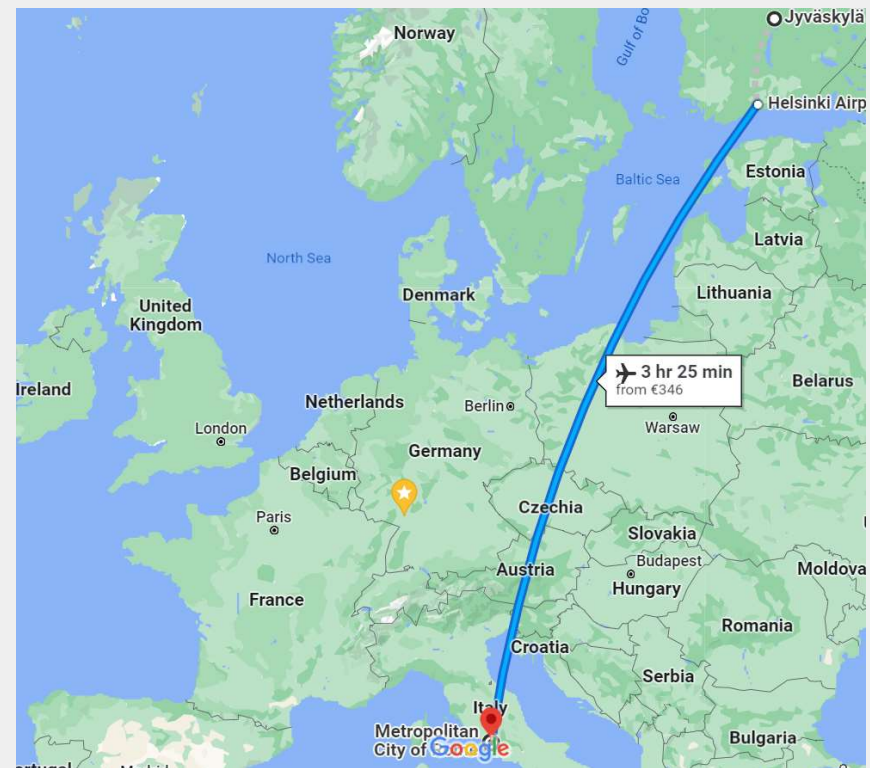 Jyväskylä
Norway
Gulf of Bo
Helsinki Airp
Estonia
Baltic Sea
Latvia
North Sea
Lithuania
Denmark
United
Kingdom
3 hr 25 min
from €346
Belarus
Ireland
Netherlands
Berlin
Warsaw
London
Germany
Belgium
Czechia
Paris
Slovakia
Budapest
Austria
Moldova
Hungary
France
Romania
Croatia
Serbia
Italy
Metropolitan
City of
Google
Bulgaria